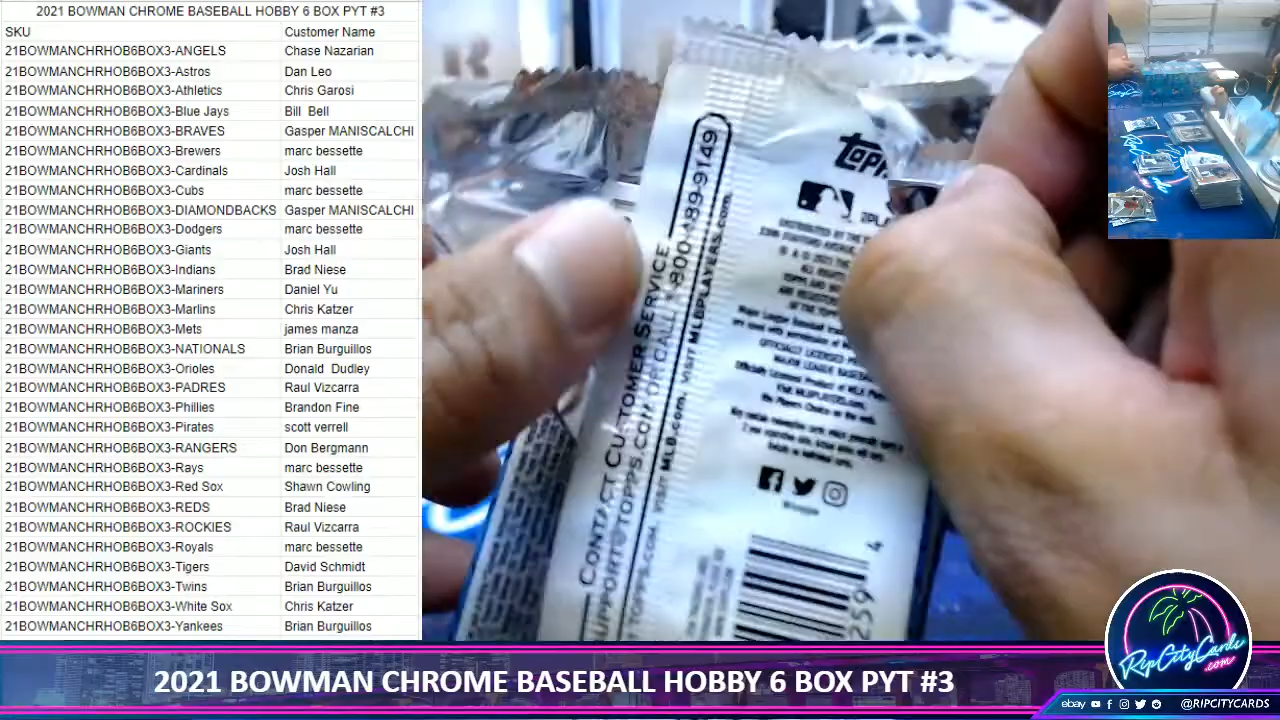 2021 BOWMAN CHROME BASEBALL HOBBY 6 BOX PYT #3
SKU Customer Name
21BOWMANCHRHOB6BOX3-ANGELS Chase Nazarian
21BOWMANCHRHOB6BOX3-Astros Dan Leo
21BOWMANCHRHOB6BOX3-Athletics Chris Garosi
21BOWMANCHRHOB6BOX3-Blue Jays Bill Bell
21BOWMANCHRHOB6BOX3-BRAVES Gasper MANISCALCHI
21BOWMANCHRHOB6BOX3-Brewers marc bessette
21BOWMANCHRHOB6BOX3-Cardinals Josh Hall
21BOWMANCHRHOB6BOX3-Cubs marc bessette
21BOWMANCHRHOB6BOX3-DIAMONDBACKS Gasper MANISCALCHI
21BOWMANCHRHOB6BOX3-Dodgers marc bessette
21BOWMANCHRHOB6BOX3-Giants Josh Hall
21BOWMANCHRHOB6BOX3-Indians Brad Niese
21BOWMANCHRHOB6BOX3-Mariners Daniel Yu
21BOWMANCHRHOB6BOX3-Marlins Chris Katzer
21BOWMANCHRHOB6BOX3-Mets james manza
21BOWMANCHRHOB6BOX3-NATIONALS Brian Burguillos
21BOWMANCHRHOB6BOX3-Orioles Donald Dudley
21BOWMANCHRHOB6BOX3-PADRES Raul Vizcarra
21BOWMANCHRHOB6BOX3-Phillies Brandon Fine
21BOWMANCHRHOB6BOX3-Pirates scott verrell
21BOWMANCHRHOB6BOX3-RANGERS Don Bergmann
21BOWMANCHRHOB6BOX3-Rays marc bessette
21BOWMANCHRHOB6BOX3-Red Sox Shawn Cowling
21BOWMANCHRHOB6BOX3-REDS Brad Niese
21BOWMANCHRHOB6BOX3-ROCKIES Raul Vizcarra
21BOWMANCHRHOB6BOX3-Royals marc bessette
21BOWMANCHRHOB6BOX3-Tigers David Schmidt
21BOWMANCHRHOB6BOX3-Twins Brian Burguillos
21BOWMANCHRHOB6BOX3-White Sox Chris Katzer
21BOWMANCHRHOB6BOX3-Yankees Brian Burguillos
CONTACT CUSTOMER SERVICE
SUPPORT@TOPPS.COM OR CALL 1-800-489-9149
VISIT MLB.com. VISIT MLBPLAYERS.com
259 4
RipCityCards
.com
2021 BOWMAN CHROME BASEBALL HOBBY 6 BOX PYT #3
ebay @RIPCITYCARDS